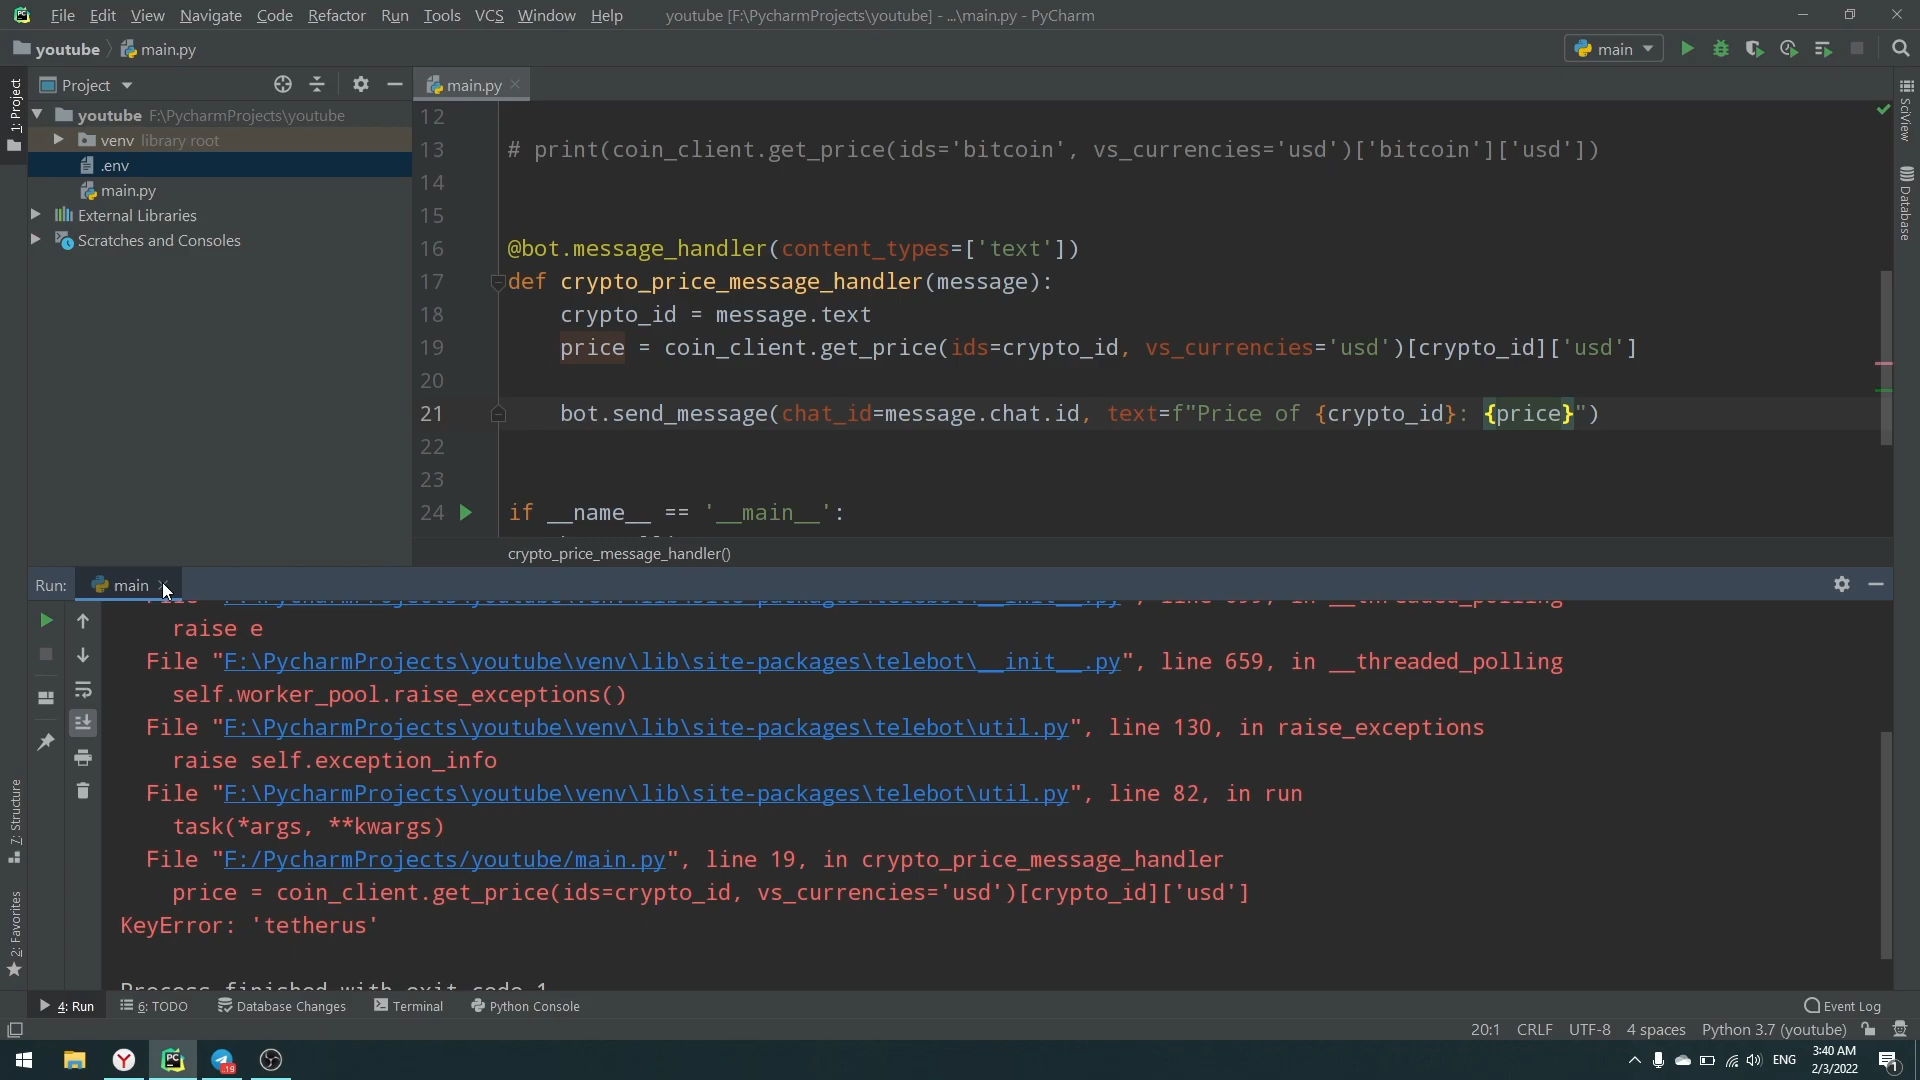 File Edit View Navigate Code Refactor Run Tools VCS Window Help youtube [F:\PycharmProjects\youtube] - ...\main.py - PyCharm
youtube main.py main
Project main.py
1: Project
youtube F:\PycharmProjects\youtube
venv library root
.env
main.py
External Libraries
Scratches and Consoles
12
13 # print(coin_client.get_price(ids='bitcoin', vs_currencies='usd')['bitcoin']['usd'])
14
15
16 @bot.message_handler(content_types=['text'])
17 def crypto_price_message_handler(message):
18 crypto_id = message.text
19 price = coin_client.get_price(ids=crypto_id, vs_currencies='usd')[crypto_id]['usd']
20
21 bot.send_message(chat_id=message.chat.id, text=f"Price of {crypto_id}: {price}")
22
23
24 if __name__ == '__main__':
crypto_price_message_handler()
SciView
Database
Run: main
raise e
File "F:\PycharmProjects\youtube\venv\lib\site-packages\telebot\__init__.py", line 659, in __threaded_polling
self.worker_pool.raise_exceptions()
File "F:\PycharmProjects\youtube\venv\lib\site-packages\telebot\util.py", line 130, in raise_exceptions
raise self.exception_info
File "F:\PycharmProjects\youtube\venv\lib\site-packages\telebot\util.py", line 82, in run
task(*args, **kwargs)
File "F:/PycharmProjects/youtube/main.py", line 19, in crypto_price_message_handler
price = coin_client.get_price(ids=crypto_id, vs_currencies='usd')[crypto_id]['usd']
KeyError: 'tetherus'
Process finished with exit code 1
7: Structure
2: Favorites
4: Run 6: TODO Database Changes Terminal Python Console Event Log
20:1 CRLF UTF-8 4 spaces Python 3.7 (youtube)
ENG 3:40 AM
2/3/2022